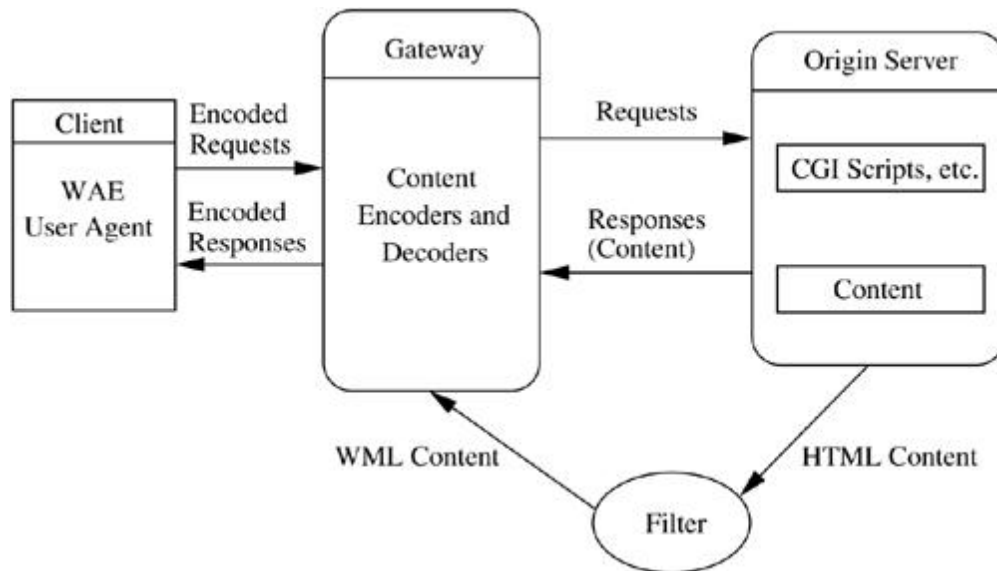 Client
WAE
User Agent
Encoded
Requests
Encoded
Responses
Gateway
Content
Encoders and
Decoders
Requests
Responses
(Content)
Origin Server
CGI Scripts, etc.
Content
WML Content
HTML Content
Filter